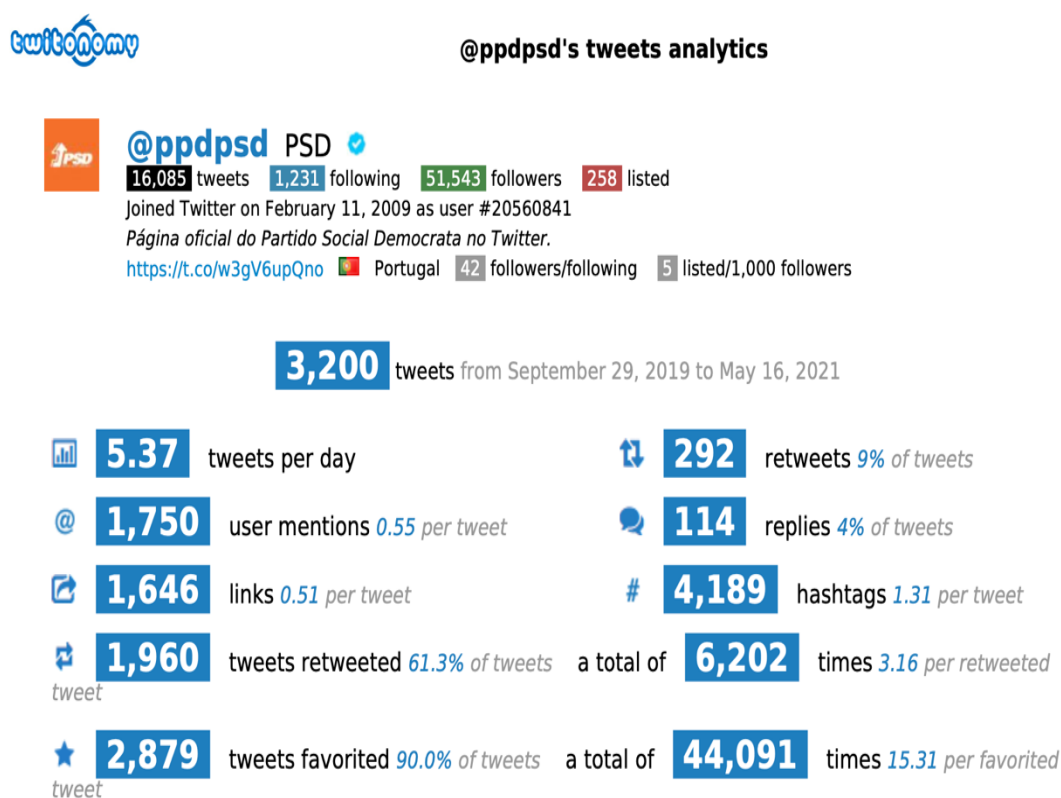 twitonomy
@ppdpsd's tweets analytics
PSD
@ppdpsd PSD
16,085 tweets 1,231 following 51,543 followers 258 listed
Joined Twitter on February 11, 2009 as user #20560841
Página oficial do Partido Social Democrata no Twitter.
https://t.co/w3gV6upQno Portugal 42 followers/following 5 listed/1,000 followers
3,200 tweets from September 29, 2019 to May 16, 2021
5.37 tweets per day 292 retweets 9% of tweets
@ 1,750 user mentions 0.55 per tweet 114 replies 4% of tweets
1,646 links 0.51 per tweet # 4,189 hashtags 1.31 per tweet
1,960 tweets retweeted 61.3% of tweets a total of 6,202 times 3.16 per retweeted
tweet
2,879 tweets favorited 90.0% of tweets a total of 44,091 times 15.31 per favorited
tweet